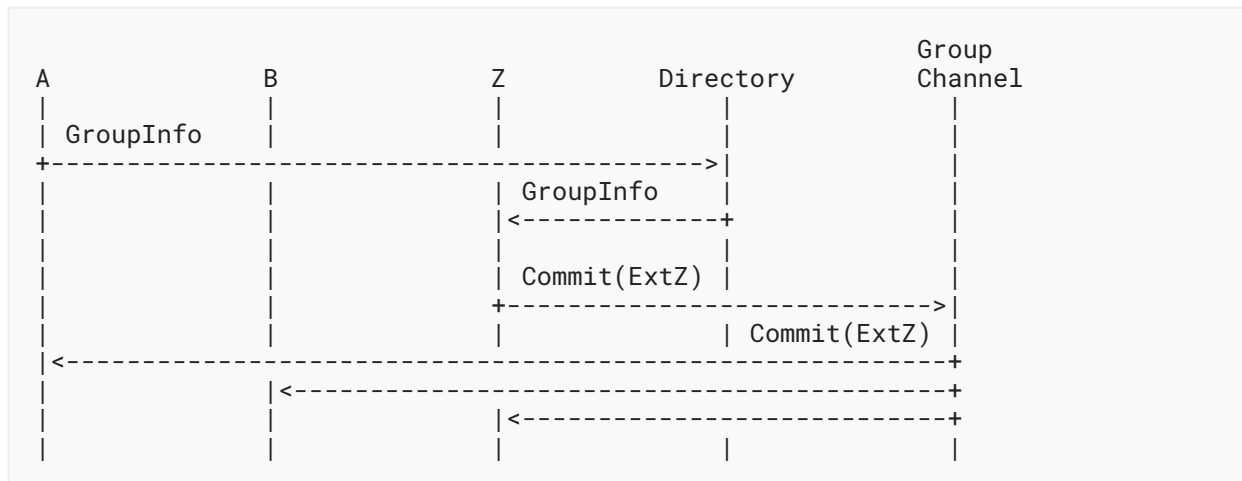 Group
A B Z Directory Channel
GroupInfo
GroupInfo
Commit(ExtZ)
Commit(ExtZ)